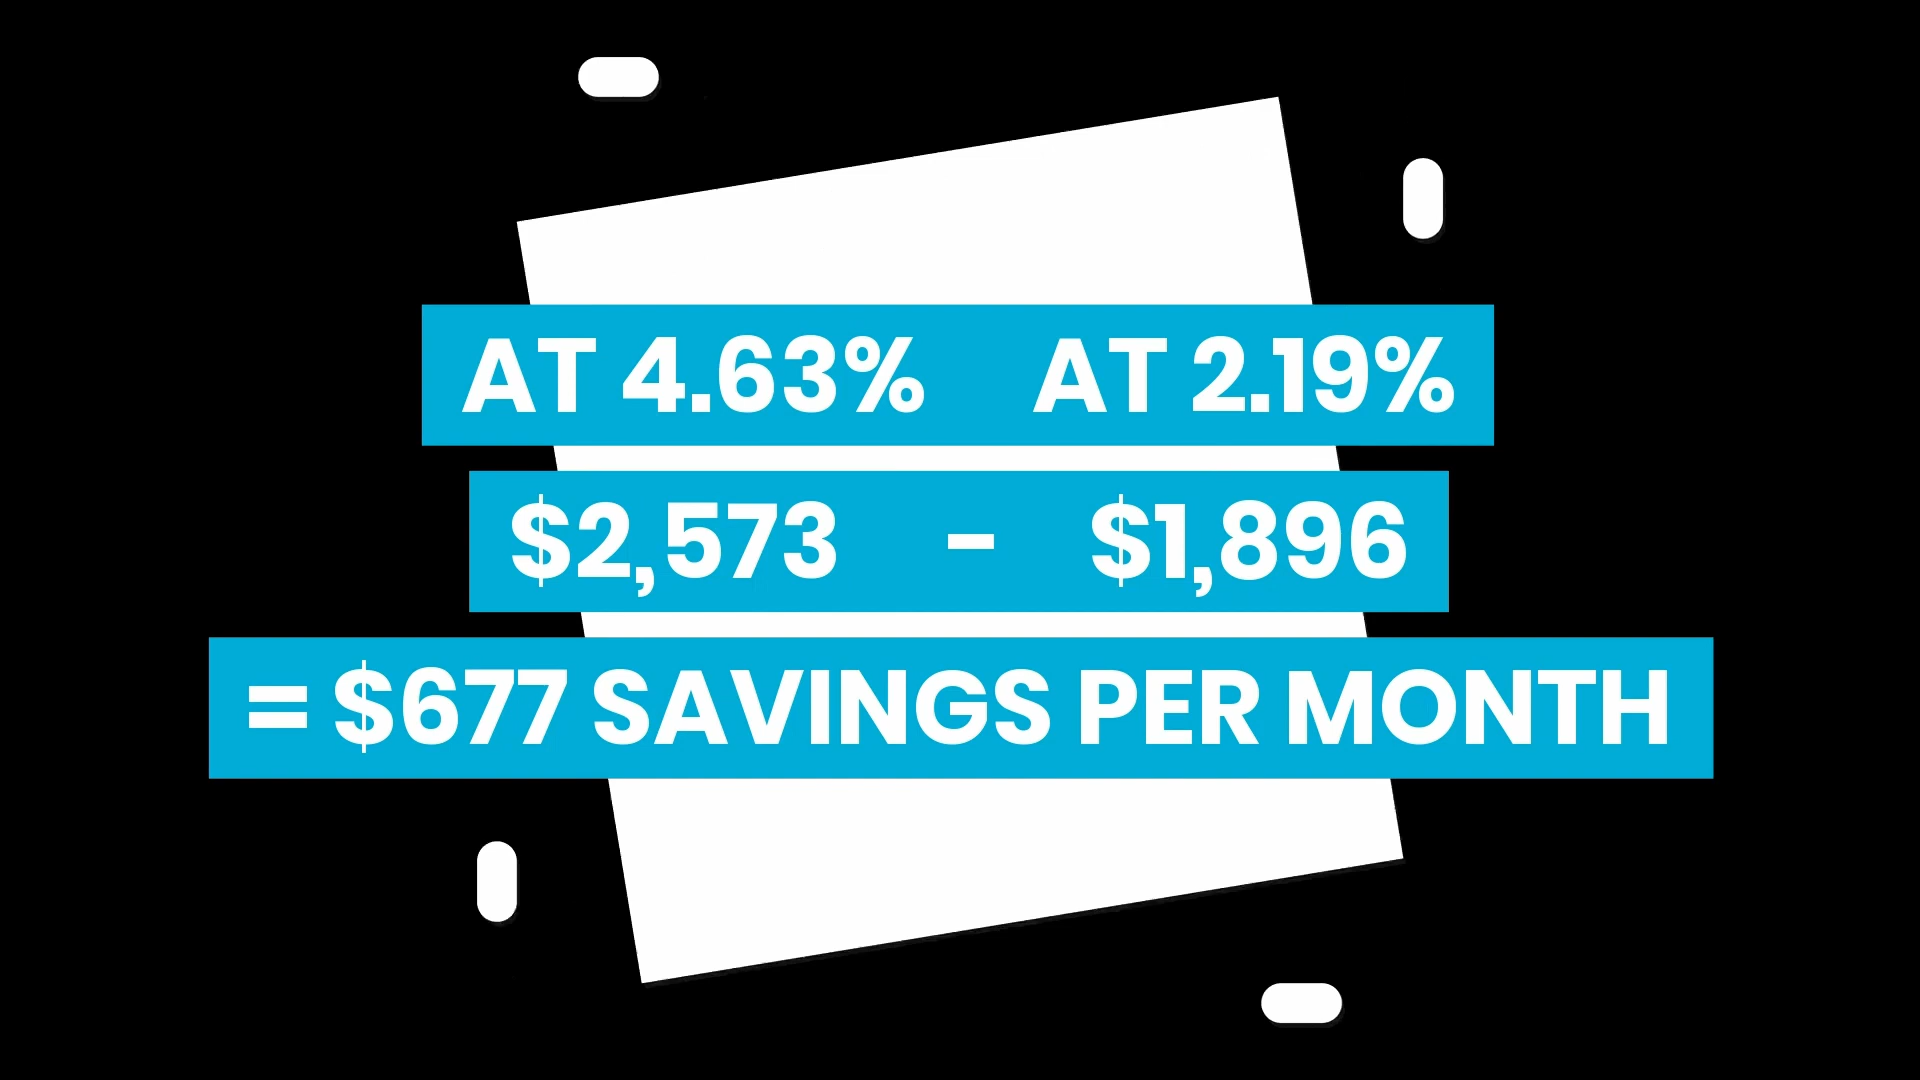 AT 4.63% AT 2.19%
$2,573 - $1,896
= $677 SAVINGS PER MONTH